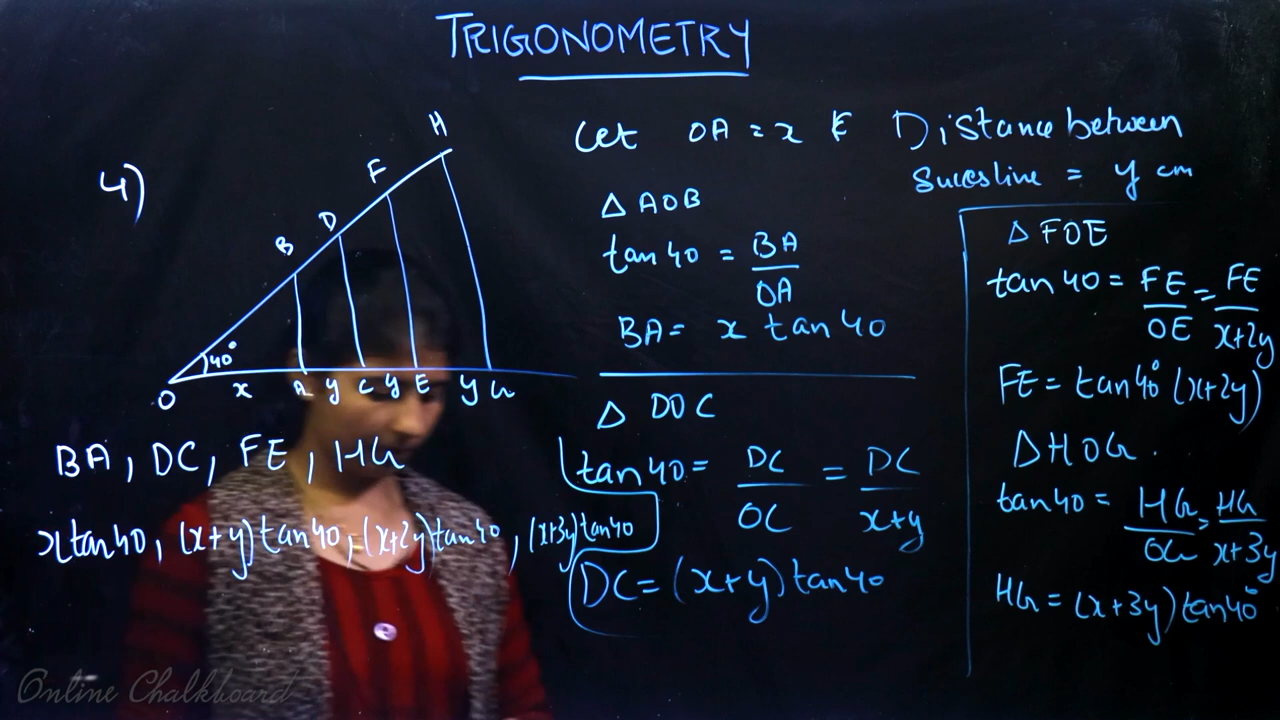 TRIGONOMETRY
4)
H
F
D
B
40°
O x A y C y E y G
BA, DC, FE, HG
x tan 40, (x+y) tan 40, (x+2y) tan 40, (x+3y) tan 40
Let OA = x & Distance between
Succesline = y cm
Δ AOB
tan 40 = BA / OA
BA = x tan 40
Δ DOC
tan 40 = DC / OC = DC / x+y
DC = (x+y) tan 40
Δ FOE
tan 40 = FE / OE = FE / x+2y
FE = tan 40° (x+2y)
Δ HOG.
tan 40 = HG / OG = HG / x+3y
HG = (x+3y) tan 40°
Online Chalkboard